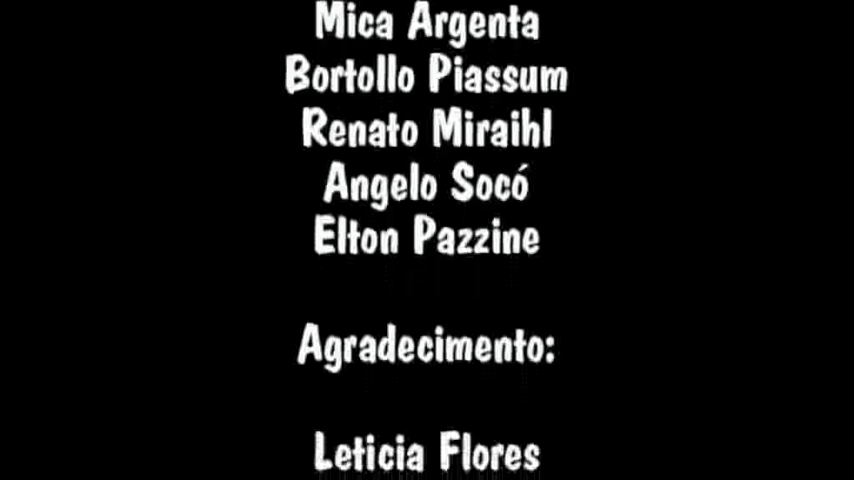 Mica Argenta
Bortollo Piassum
Renato Miraihl
Angelo Socó
Elton Pazzine
Agradecimento:
Leticia Flores